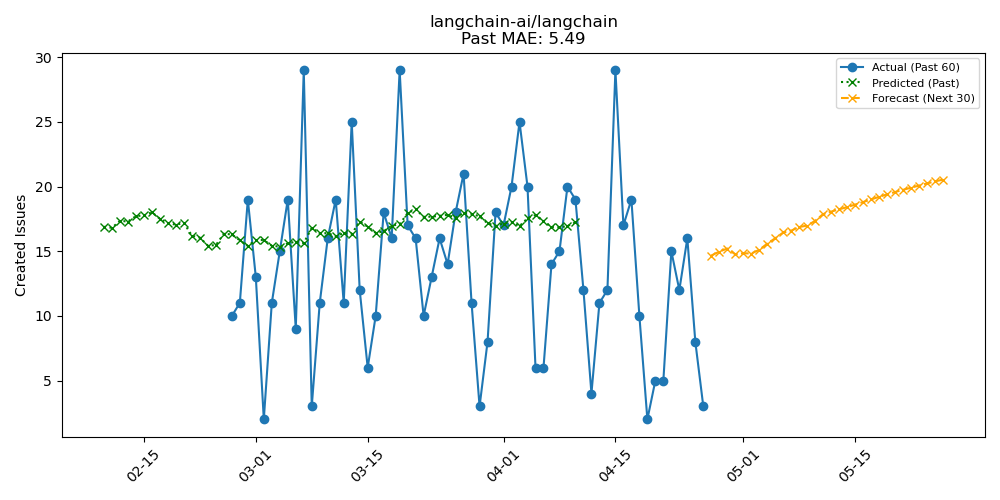 langchain-ai/langchain
Past MAE: 5.49
Created Issues
30
25
20
15
10
5
Actual (Past 60)
Predicted (Past)
Forecast (Next 30)
02-15
03-01
03-15
04-01
04-15
05-01
05-15